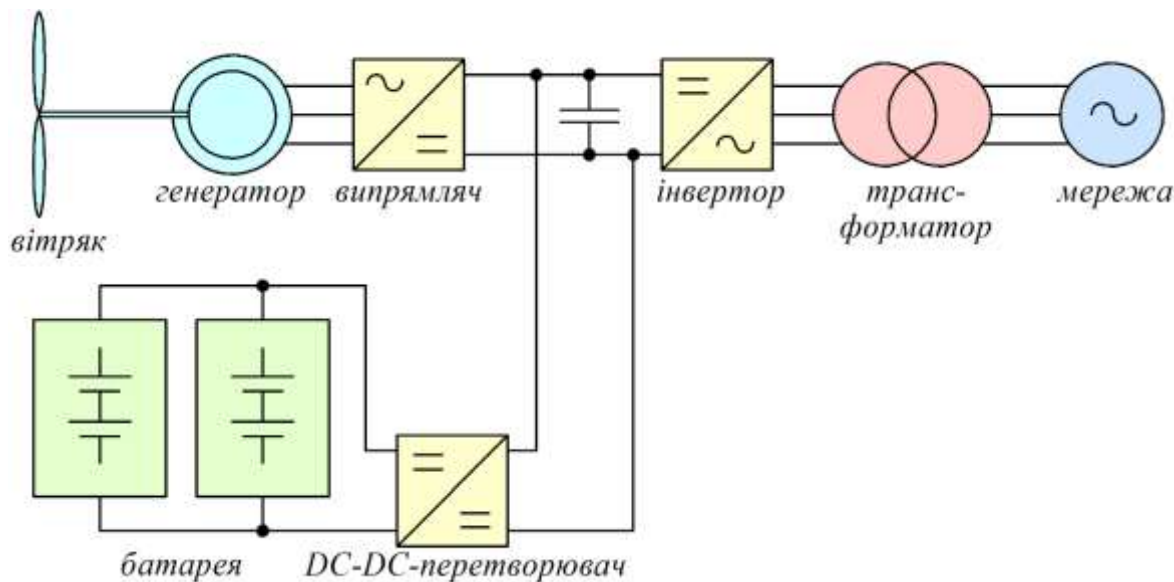 генератор
випрямляч
інвертор
транс-
форматор
мережа
вітряк
батарея
DC-DC-перетворювач